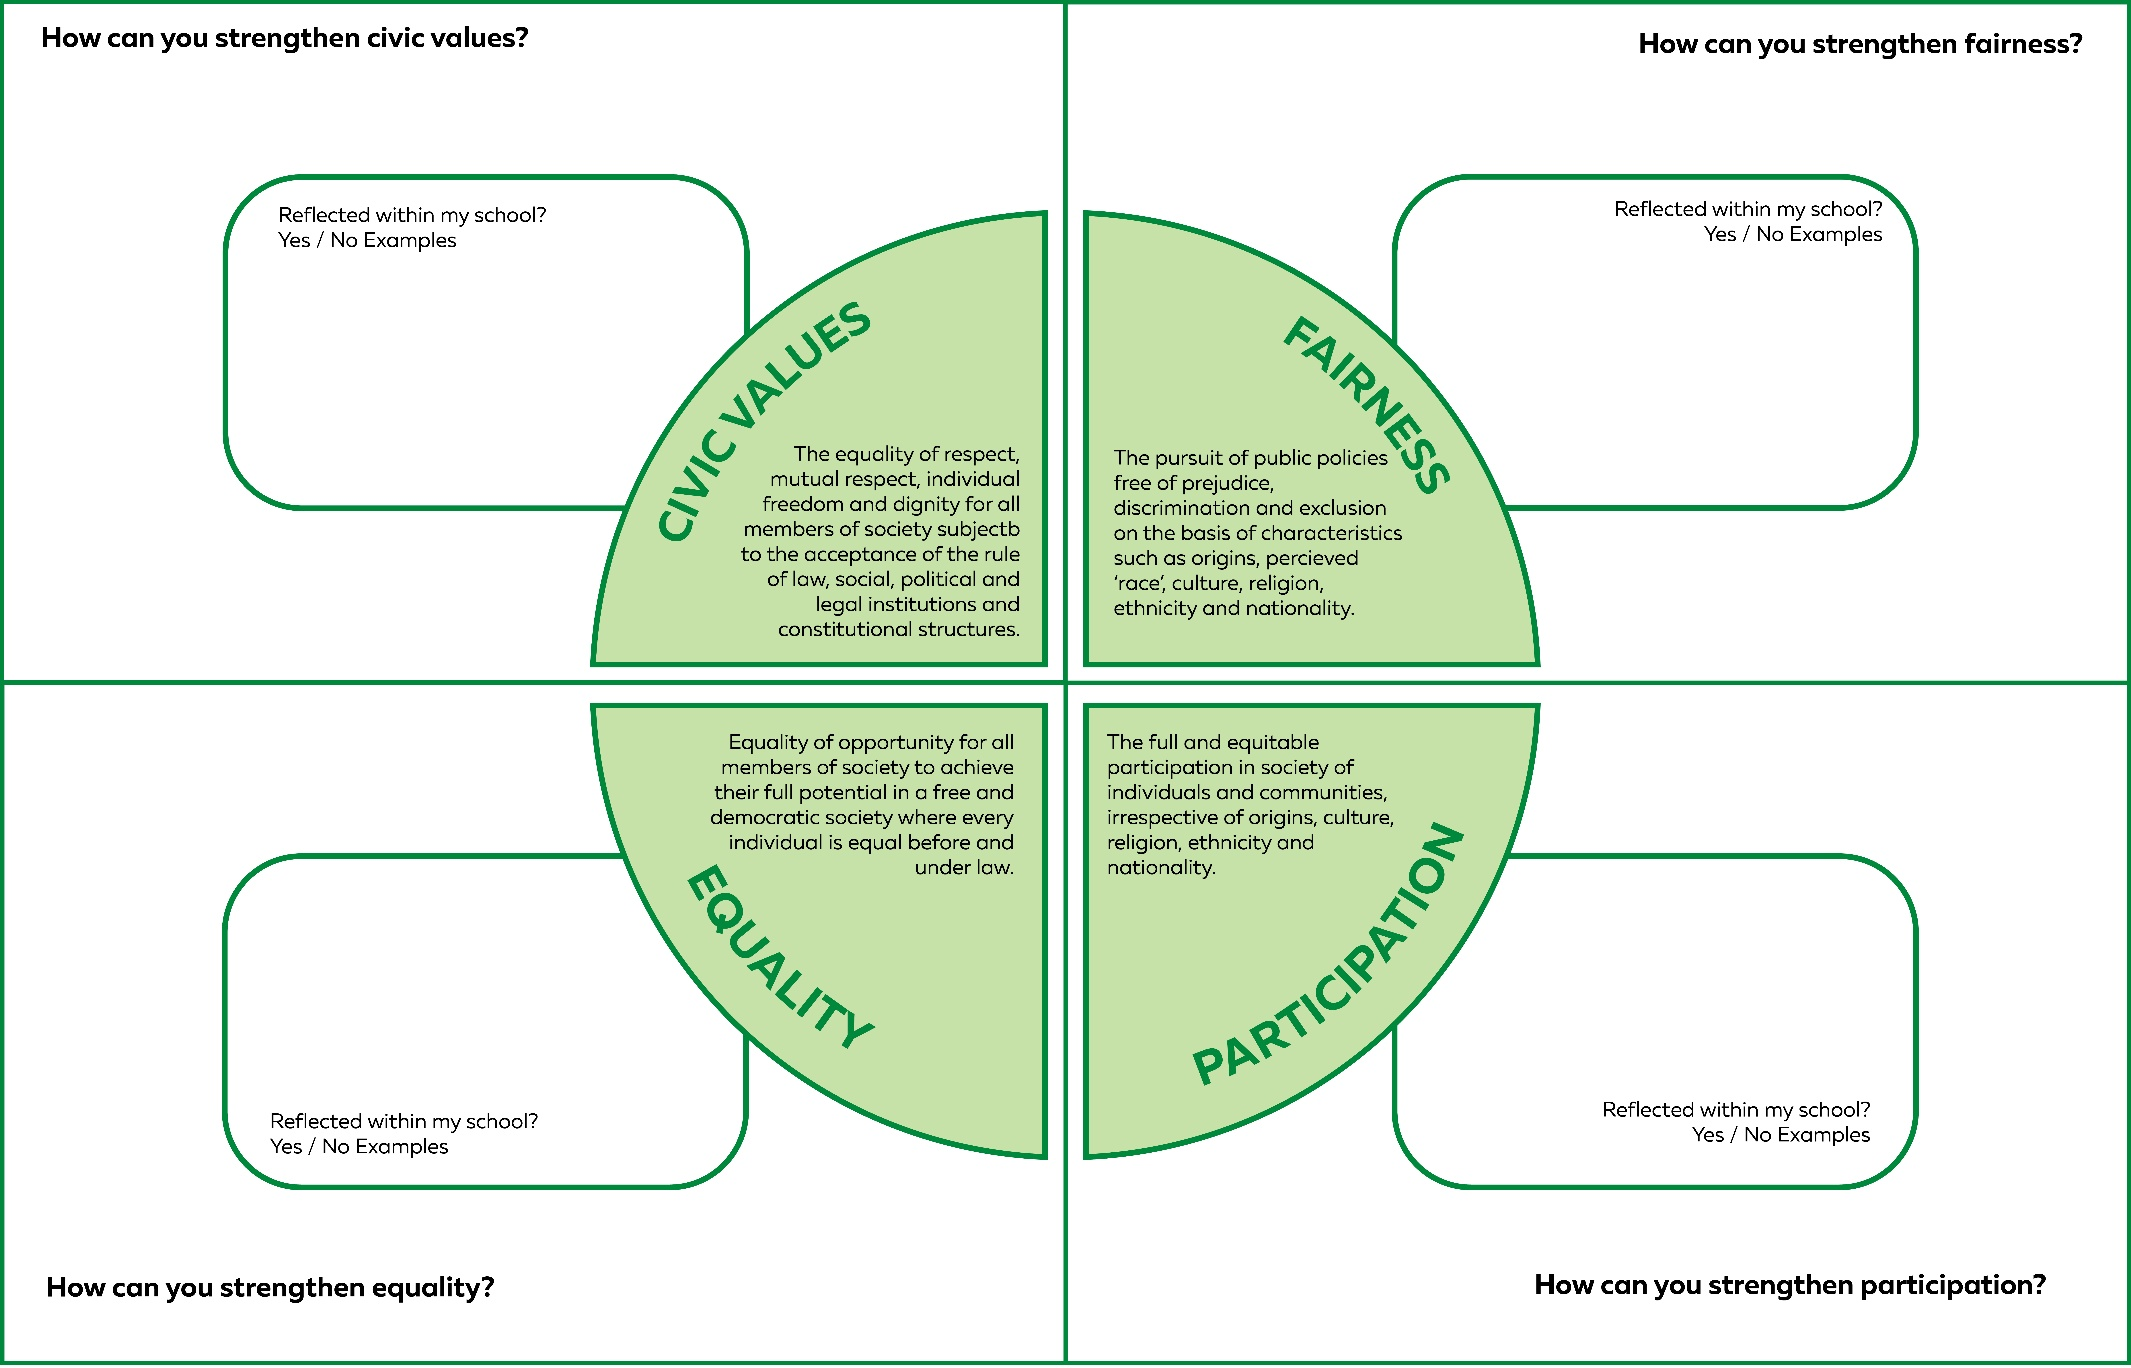 How can you strengthen civic values?
Reflected within my school?
Yes / No Examples
CIVIC VALUES
The equality of respect,
mutual respect, individual
freedom and dignity for all
members of society subjectb
to the acceptance of the rule
of law, social, political and
legal institutions and
constitutional structures.
How can you strengthen fairness?
Reflected within my school?
Yes / No Examples
FAIRNESS
The pursuit of public policies
free of prejudice,
discrimination and exclusion
on the basis of characteristics
such as origins, percieved
‘race’, culture, religion,
ethnicity and nationality.
Equality of opportunity for all
members of society to achieve
their full potential in a free and
democratic society where every
individual is equal before and
under law.
EQUALITY
Reflected within my school?
Yes / No Examples
How can you strengthen equality?
The full and equitable
participation in society of
individuals and communities,
irrespective of origins, culture,
religion, ethnicity and
nationality.
PARTICIPATION
Reflected within my school?
Yes / No Examples
How can you strengthen participation?